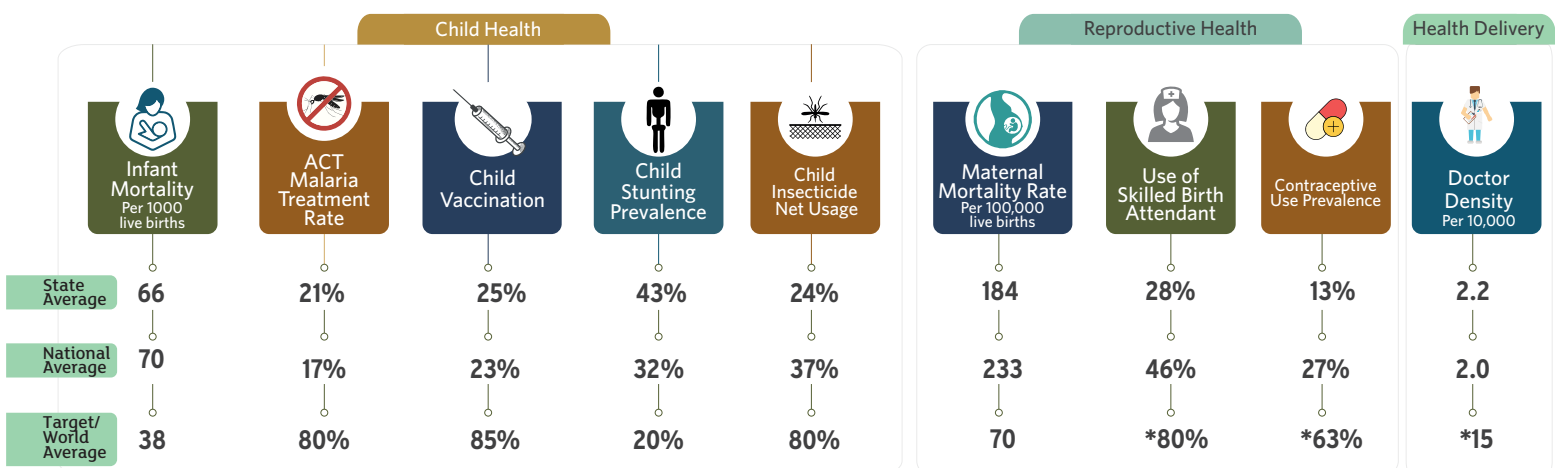 Child Health
Reproductive Health
Health Delivery
Infant
Mortality
Per 1000
live births
ACT
Malaria
Treatment
Rate
Child
Vaccination
Child
Stunting
Prevalence
Child
Insecticide
Net Usage
Maternal
Mortality Rate
Per 100,000
live births
Use of
Skilled Birth
Attendant
Contraceptive
Use Prevalence
Doctor
Density
Per 10,000
State
Average
66 21% 25% 43% 24% 184 28% 13% 2.2
National
Average
70 17% 23% 32% 37% 233 46% 27% 2.0
Target/
World
Average
38 80% 85% 20% 80% 70 *80% *63% *15